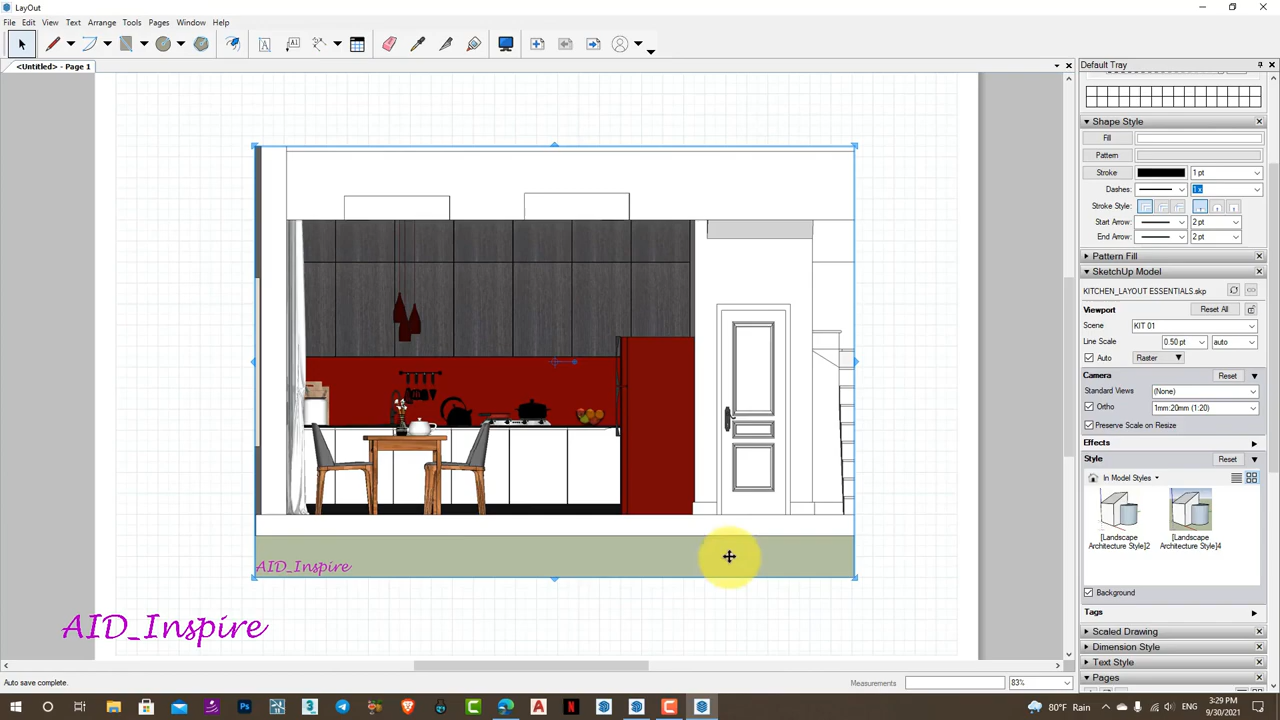 LayOut
File Edit View Text Arrange Tools Pages Window Help
<Untitled> - Page 1
Default Tray
Shape Style
Fill
Pattern
Stroke 1 pt
Dashes: 1x
Stroke Style:
Start Arrow: 2 pt
End Arrow: 2 pt
Pattern Fill
SketchUp Model
KITCHEN_LAYOUT ESSENTIALS.skp
Viewport Reset All
Scene KIT 01
Line Scale 0.50 pt auto
Auto Raster
Camera Reset
Standard Views (None)
Ortho 1mm:20mm (1:20)
Preserve Scale on Resize
Effects
Style Reset
In Model Styles
[Landscape Architecture Style]2
[Landscape Architecture Style]4
Background
Tags
Scaled Drawing
Dimension Style
Text Style
Pages
AID_Inspire
AID_Inspire
Auto save complete.
Measurements
83%
80°F Rain
3:29 PM
9/30/2021